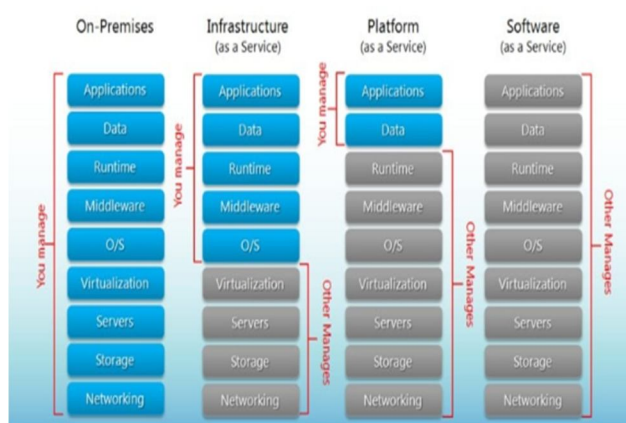 On-Premises
Infrastructure
(as a Service)
Platform
(as a Service)
Software
(as a Service)
You manage
Applications
Data
Runtime
Middleware
O/S
Virtualization
Servers
Storage
Networking
You manage
Applications
Data
Runtime
Middleware
O/S
Virtualization
Servers
Storage
Networking
Other Manages
You manage
Applications
Data
Runtime
Middleware
O/S
Virtualization
Servers
Storage
Networking
Other Manages
Applications
Data
Runtime
Middleware
O/S
Virtualization
Servers
Storage
Networking
Other Manages